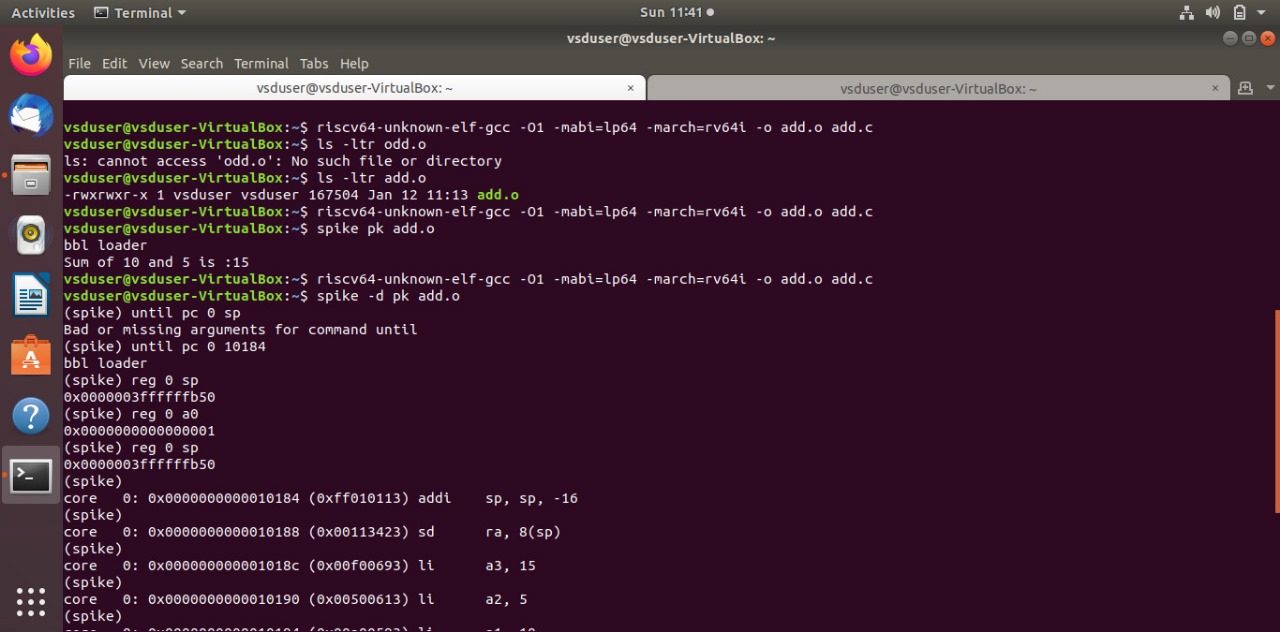 Activities Terminal Sun 11:41
vsduser@vsduser-VirtualBox: ~
File Edit View Search Terminal Tabs Help
vsduser@vsduser-VirtualBox: ~ × vsduser@vsduser-VirtualBox: ~ ×
vsduser@vsduser-VirtualBox:~$ riscv64-unknown-elf-gcc -O1 -mabi=lp64 -march=rv64i -o add.o add.c
vsduser@vsduser-VirtualBox:~$ ls -ltr odd.o
ls: cannot access 'odd.o': No such file or directory
vsduser@vsduser-VirtualBox:~$ ls -ltr add.o
-rwxrwxr-x 1 vsduser vsduser 167504 Jan 12 11:13 add.o
vsduser@vsduser-VirtualBox:~$ riscv64-unknown-elf-gcc -O1 -mabi=lp64 -march=rv64i -o add.o add.c
vsduser@vsduser-VirtualBox:~$ spike pk add.o
bbl loader
Sum of 10 and 5 is :15
vsduser@vsduser-VirtualBox:~$ riscv64-unknown-elf-gcc -O1 -mabi=lp64 -march=rv64i -o add.o add.c
vsduser@vsduser-VirtualBox:~$ spike -d pk add.o
(spike) until pc 0 sp
Bad or missing arguments for command until
(spike) until pc 0 10184
bbl loader
(spike) reg 0 sp
0x0000003ffffffb50
(spike) reg 0 a0
0x0000000000000001
(spike) reg 0 sp
0x0000003ffffffb50
(spike)
core   0: 0x0000000000010184 (0xff010113) addi    sp, sp, -16
(spike)
core   0: 0x0000000000010188 (0x00113423) sd      ra, 8(sp)
(spike)
core   0: 0x000000000001018c (0x00f00693) li      a3, 15
(spike)
core   0: 0x0000000000010190 (0x00500613) li      a2, 5
(spike)